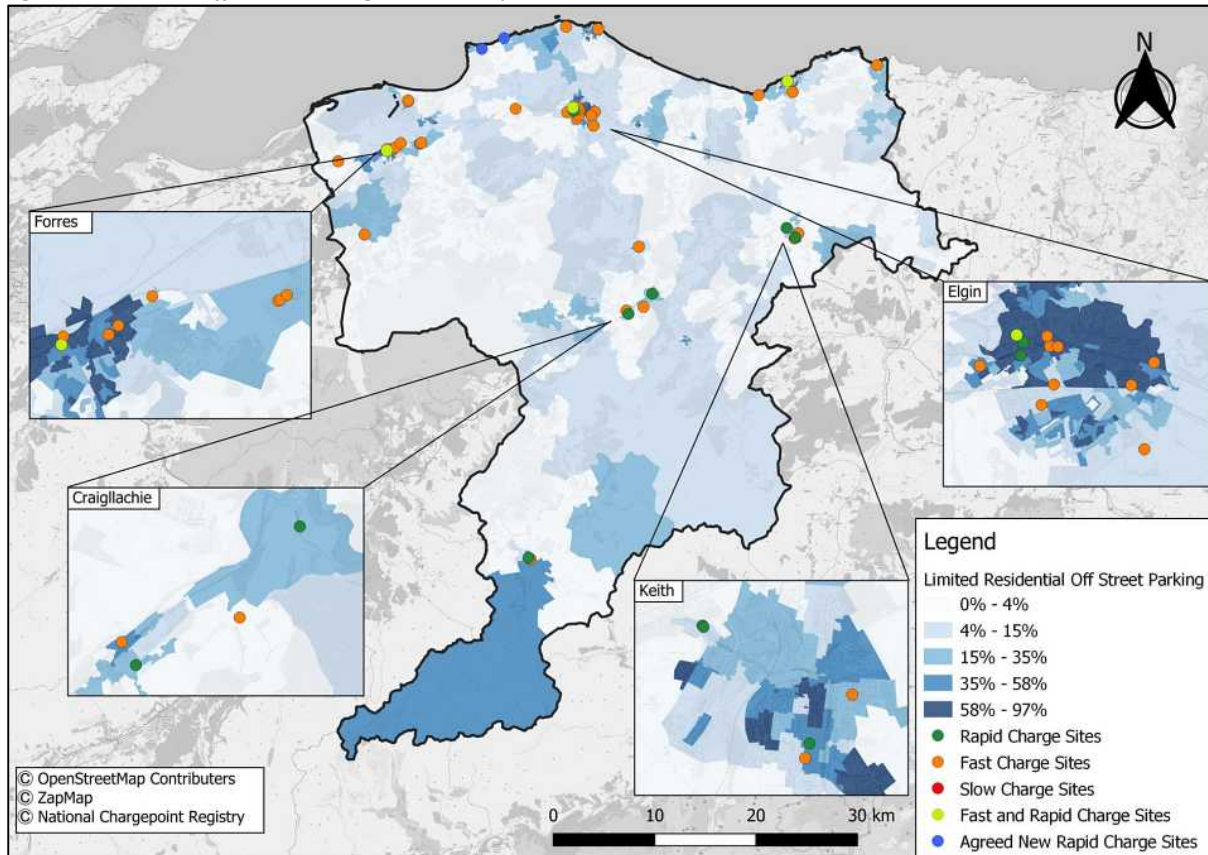 N
Forres
Elgin
Craigllachie
Keith
Legend
Limited Residential Off Street Parking
0% - 4%
4% - 15%
15% - 35%
35% - 58%
58% - 97%
Rapid Charge Sites
Fast Charge Sites
Slow Charge Sites
Fast and Rapid Charge Sites
Agreed New Rapid Charge Sites
© OpenStreetMap Contributers
© ZapMap
© National Chargepoint Registry
0 10 20 30 km